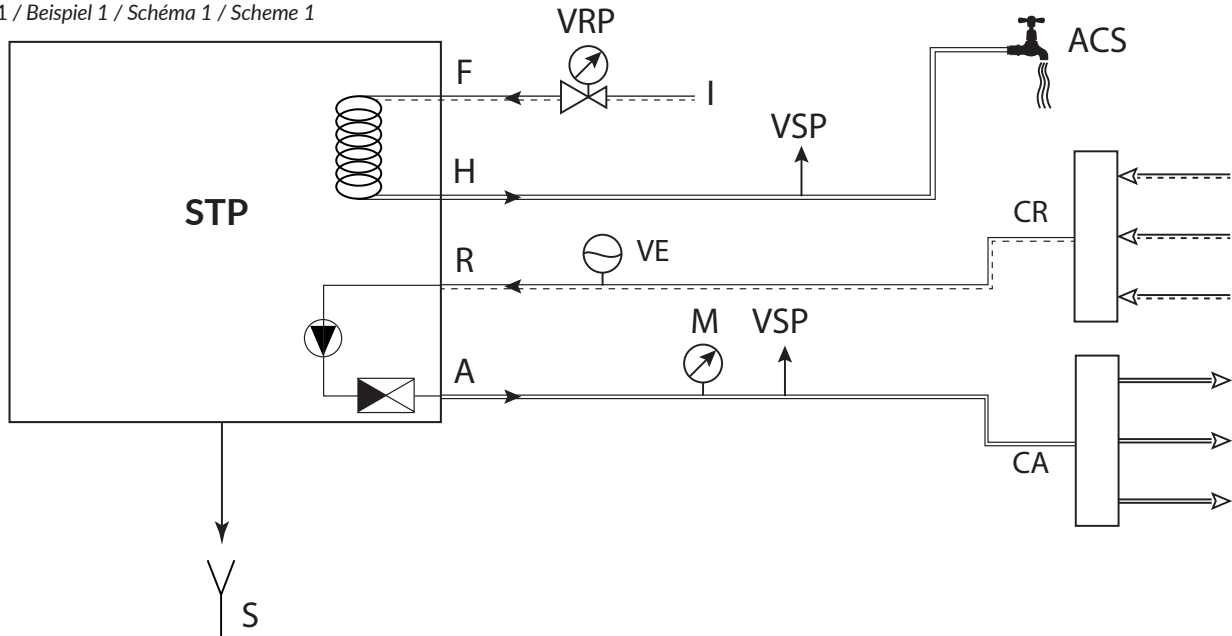 1 / Beispiel 1 / Schéma 1 / Scheme 1
VRP
ACS
F
I
VSP
H
STP
CR
R
VE
M
VSP
A
CA
S